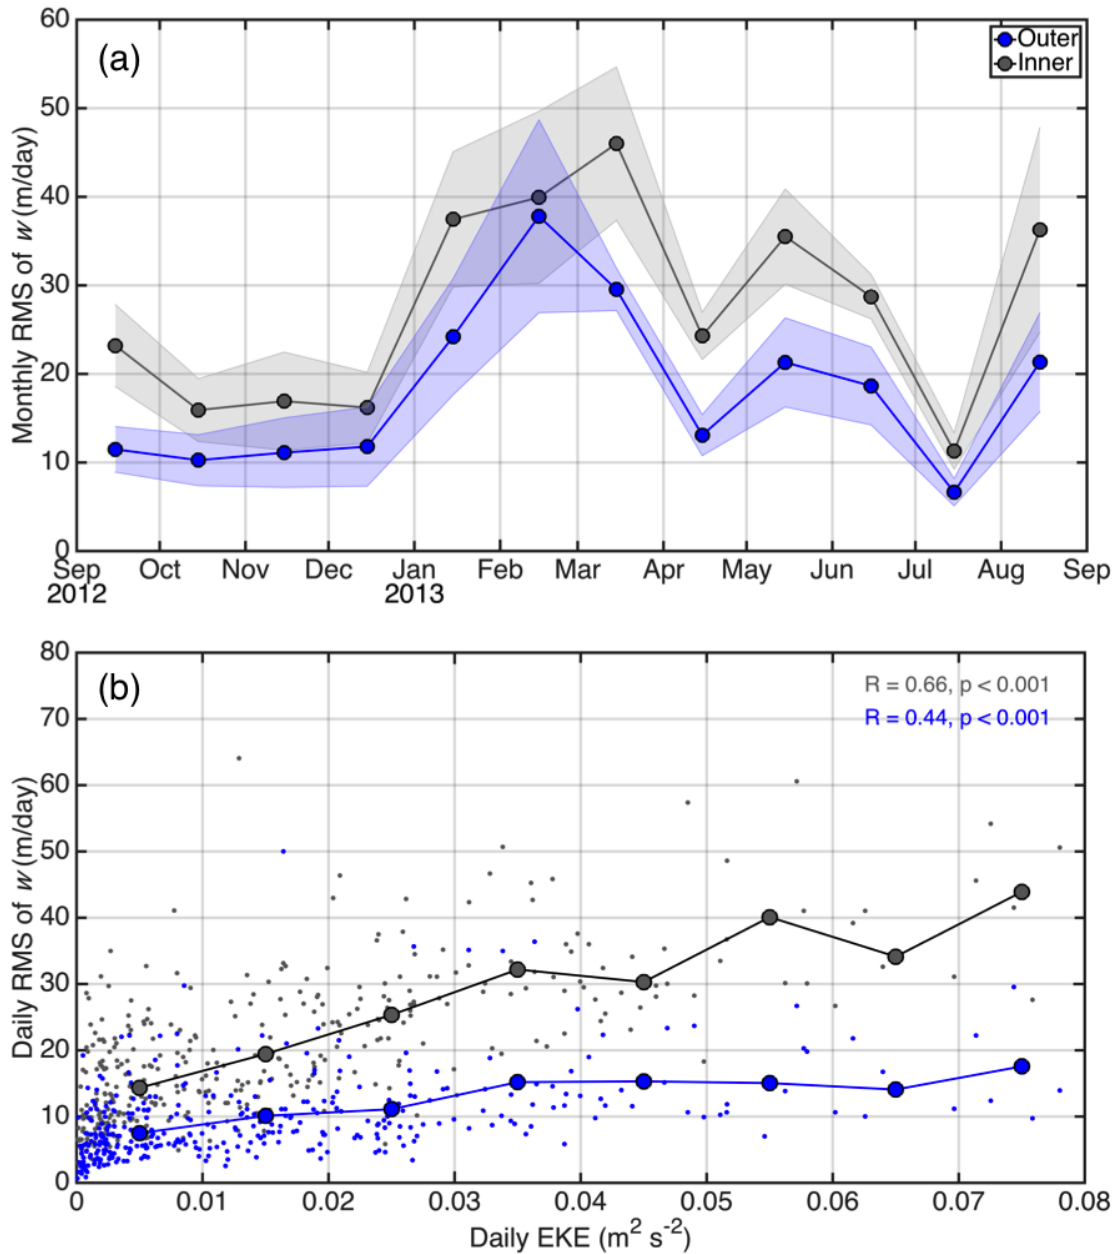 60
(a)
Outer
Inner
50
40
30
20
10
0
Monthly RMS of w (m/day)
Sep Oct Nov Dec Jan Feb Mar Apr May Jun Jul Aug Sep
2012 2013
80
(b)
R = 0.66, p < 0.001
R = 0.44, p < 0.001
70
60
50
40
30
20
10
0
Daily RMS of w (m/day)
0 0.01 0.02 0.03 0.04 0.05 0.06 0.07 0.08
Daily EKE (m² s⁻²)